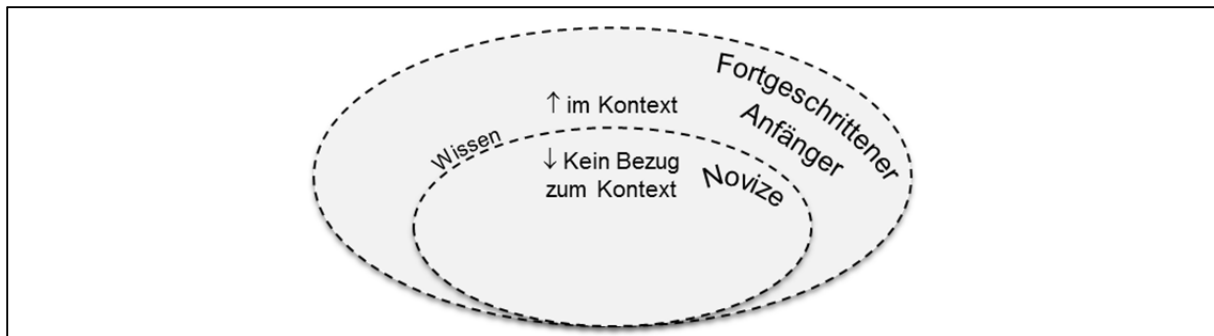 Fortgeschrittener
Anfänger
↑ im Kontext
Wissen
↓ Kein Bezug
zum Kontext
Novize